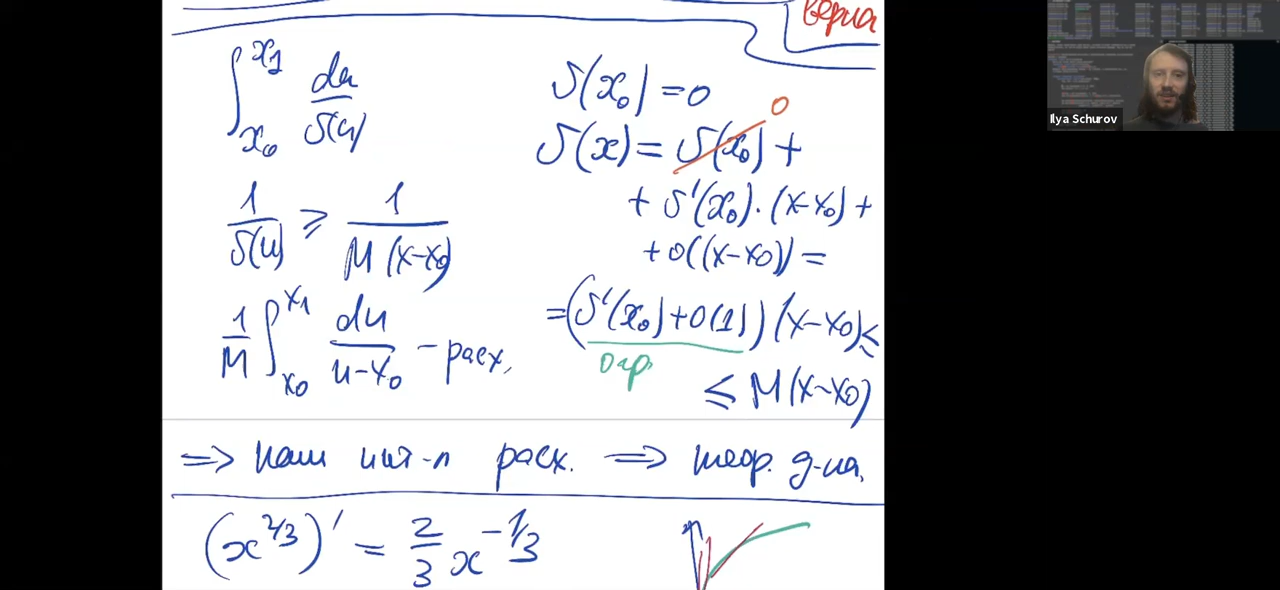 верна
∫_{x_0}^{x_1} du/v(u)
v(x_0) = 0
0
v(x) = v(x_0) +
+ v'(x_0)·(x-x_0) +
+ o((x-x_0)) =
= (v'(x_0) + o(1)) (x-x_0) ≤
огр.
≤ M(x-x_0)
1/v(u) ≥ 1/(M(x-x_0))
1/M ∫_{x_0}^{x_1} du/(u-x_0) - расх.
⇒ наш инт-л расх. ⇒ теор. д-на.
(x^{2/3})' = 2/3 x^{-1/3}
Ilya Schurov